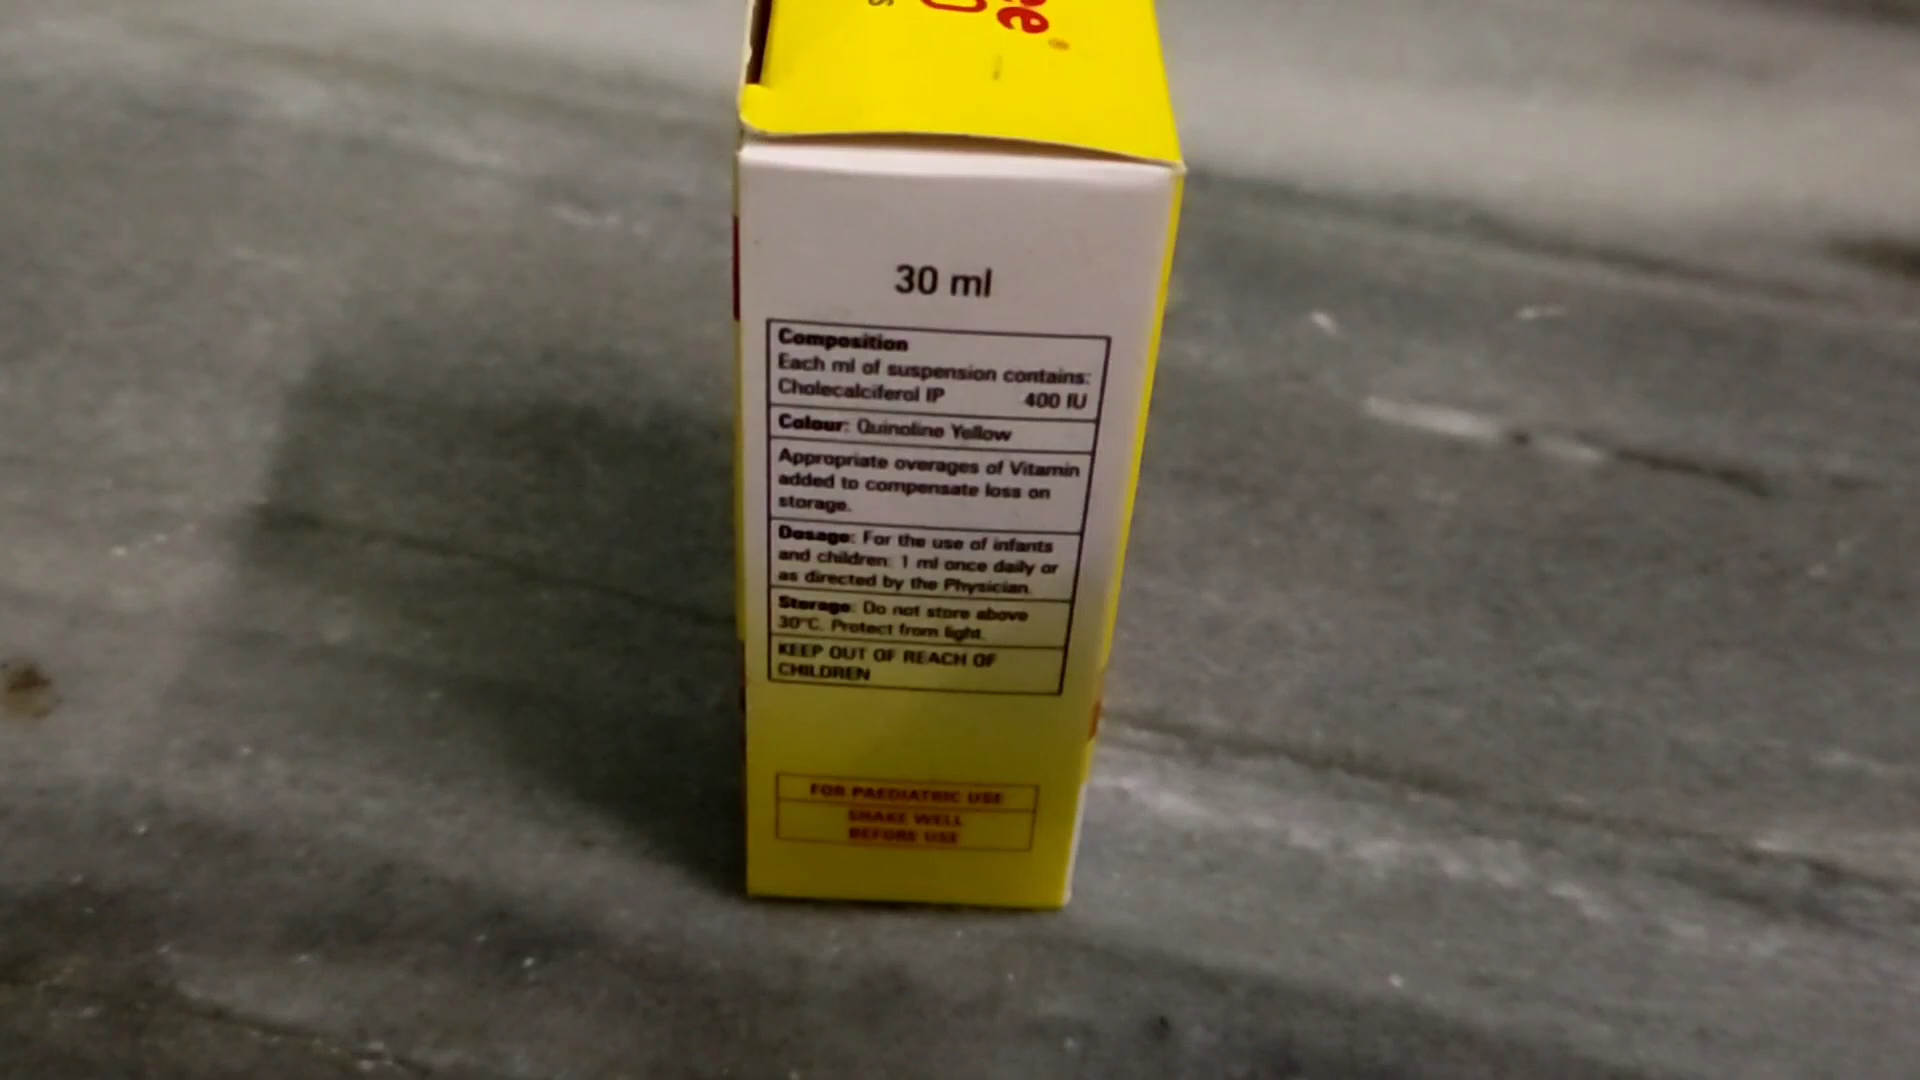 30 ml
Composition
Each ml of suspension contains:
Cholecalciferol IP 400 IU
Colour: Quinoline Yellow
Appropriate overages of Vitamin
added to compensate loss on
storage.
Dosage: For the use of infants
and children: 1 ml once daily or
as directed by the Physician.
Storage: Do not store above
30°C. Protect from light.
KEEP OUT OF REACH OF
CHILDREN
FOR PAEDIATRIC USE
SHAKE WELL
BEFORE USE